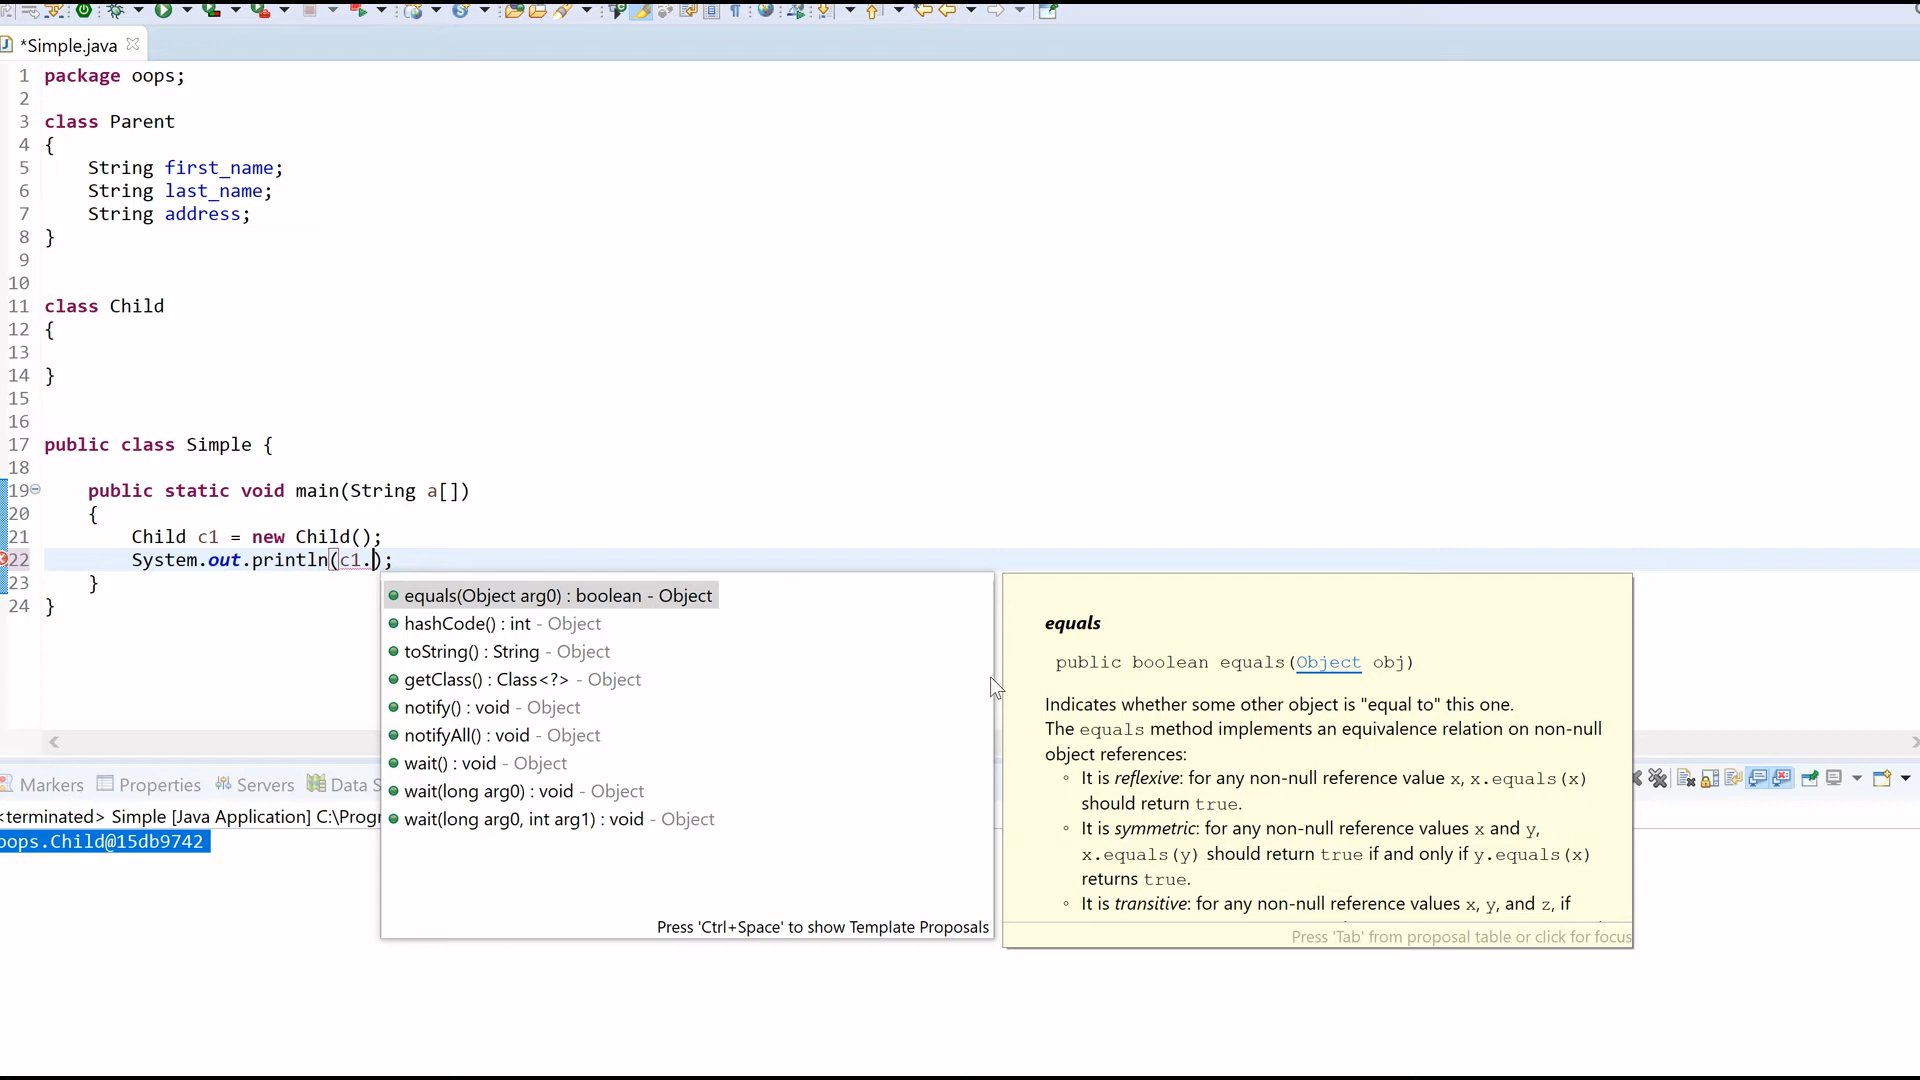 *Simple.java
1 package oops;
2
3 class Parent
4 {
5 String first_name;
6 String last_name;
7 String address;
8 }
9
10
11 class Child
12 {
13
14 }
15
16
17 public class Simple {
18
19 public static void main(String a[])
20 {
21 Child c1 = new Child();
22 System.out.println(c1.);
23 }
24 }
equals(Object arg0) : boolean - Object
hashCode() : int - Object
toString() : String - Object
getClass() : Class<?> - Object
notify() : void - Object
notifyAll() : void - Object
wait() : void - Object
wait(long arg0) : void - Object
wait(long arg0, int arg1) : void - Object
Press 'Ctrl+Space' to show Template Proposals
equals
public boolean equals(Object obj)
Indicates whether some other object is "equal to" this one.
The equals method implements an equivalence relation on non-null
object references:
It is reflexive: for any non-null reference value x, x.equals(x)
should return true.
It is symmetric: for any non-null reference values x and y,
x.equals(y) should return true if and only if y.equals(x)
returns true.
It is transitive: for any non-null reference values x, y, and z, if
Press 'Tab' from proposal table or click for focus
Markers Properties Servers Data S
<terminated> Simple [Java Application] C:\Progr
oops.Child@15db9742